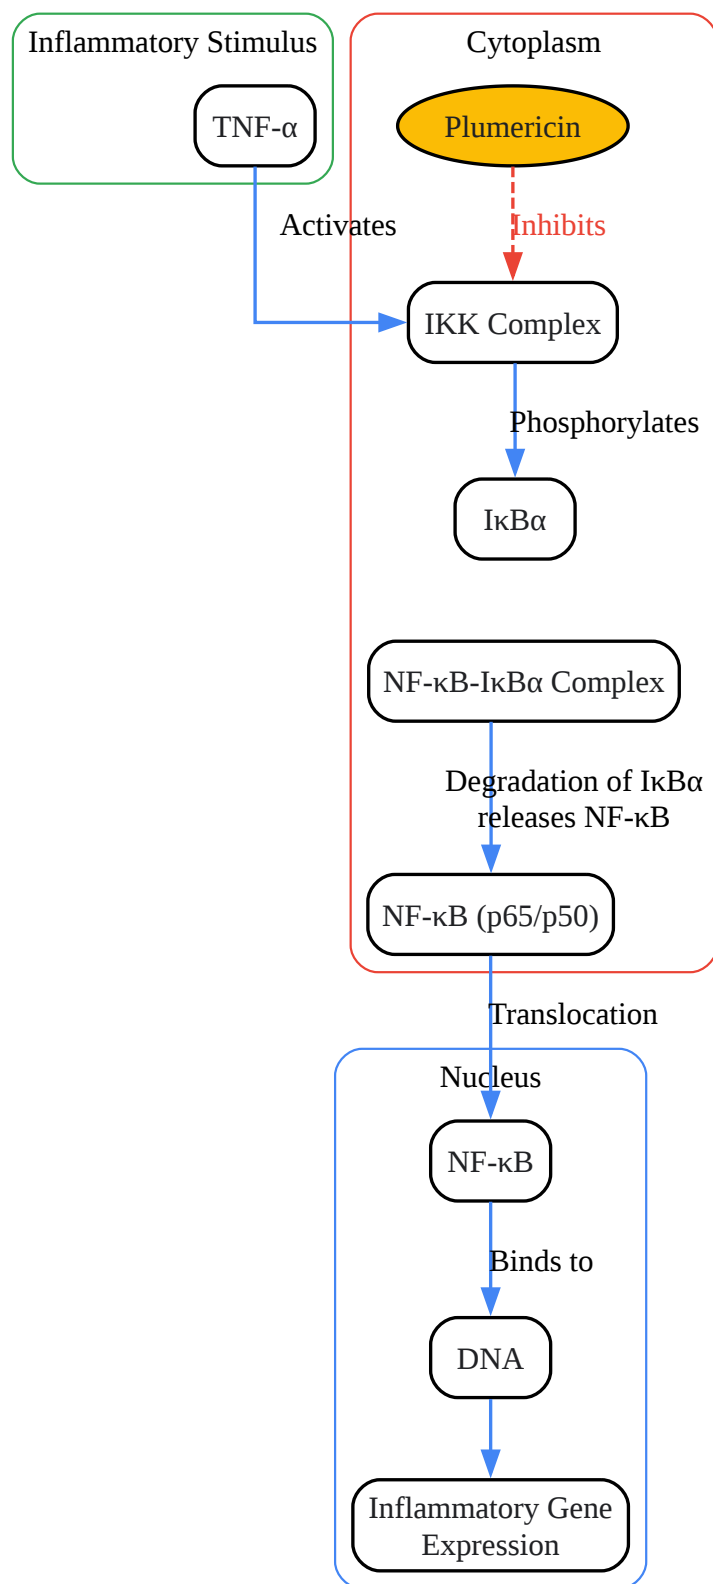 Inflammatory Stimulus
Cytoplasm
TNF-α
Plumericin
Activates
Inhibits
IKK Complex
Phosphorylates
IκBα
NF-κB-IκBα Complex
Degradation of IκBα
releases NF-κB
NF-κB (p65/p50)
Translocation
Nucleus
NF-κB
Binds to
DNA
Inflammatory Gene
Expression